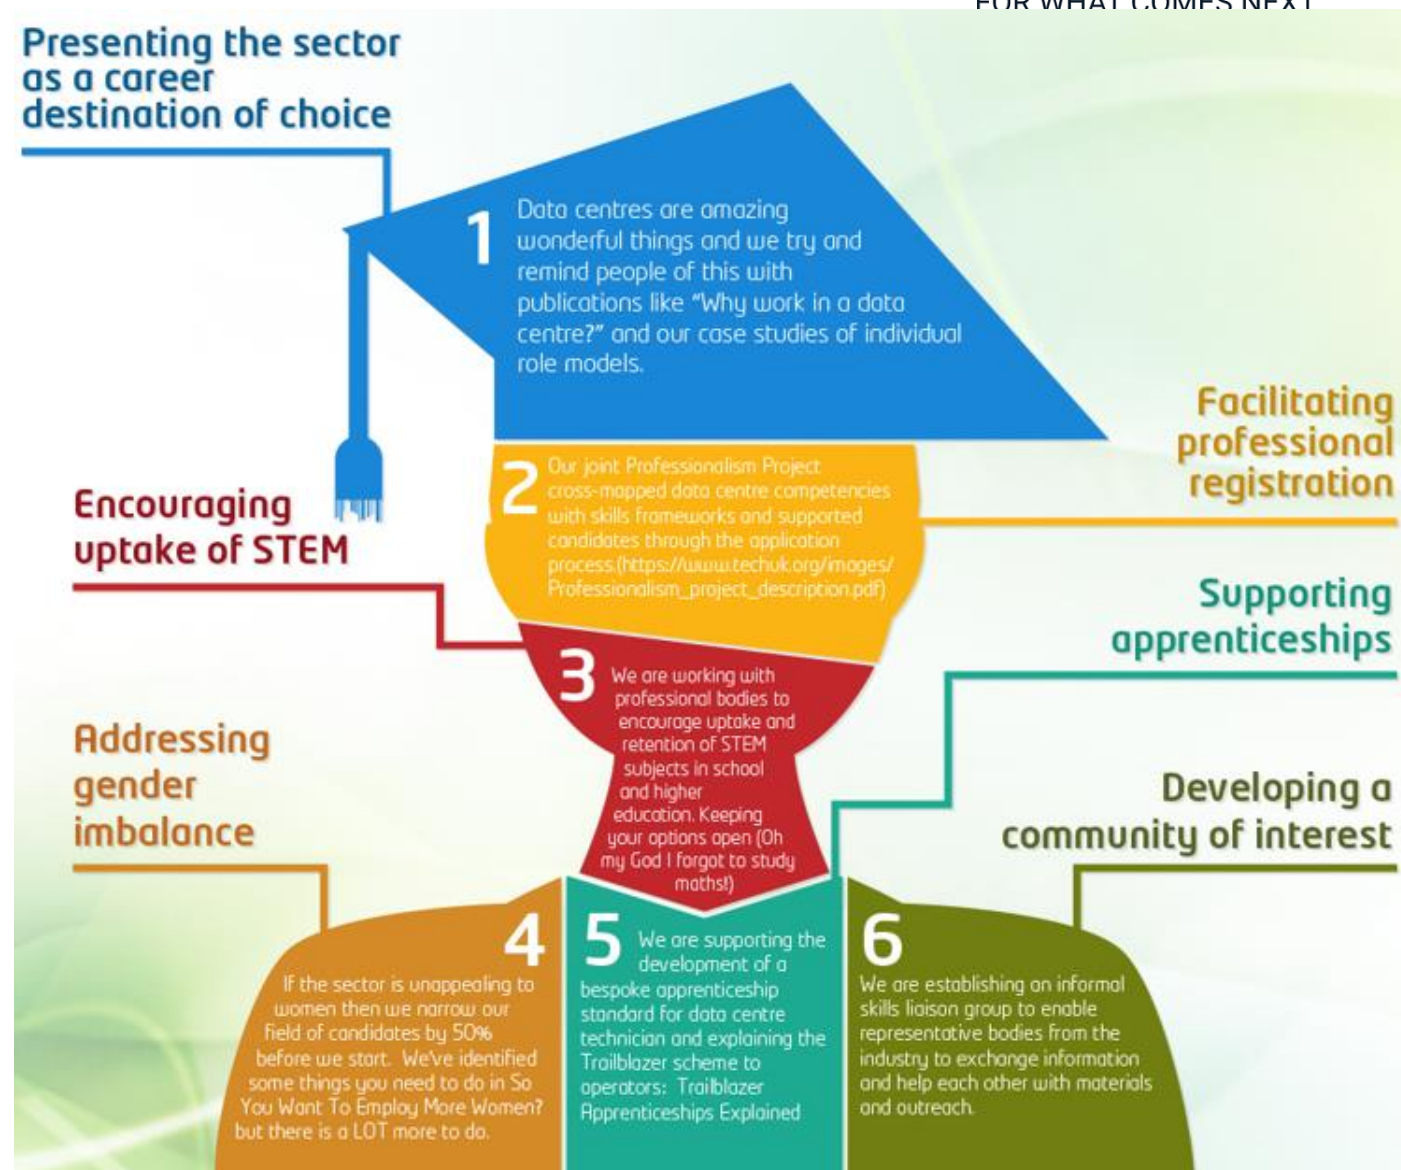 FOR WHAT COMES NEXT
Presenting the sector
as a career
destination of choice
1
Data centres are amazing
wonderful things and we try and
remind people of this with
publications like "Why work in a data
centre?" and our case studies of individual
role models.
Facilitating
professional
registration
2
Our joint Professionalism Project
cross-mapped data centre competencies
with skills frameworks and supported
candidates through the application
process.(https://www.techuk.org/images/
Professionalism_project_description.pdf)
Encouraging
uptake of STEM
3
We are working with
professional bodies to
encourage uptake and
retention of STEM
subjects in school
and higher
education. Keeping
your options open (Oh
my God I forgot to study
maths!)
Supporting
apprenticeships
Addressing
gender
imbalance
Developing a
community of interest
4
If the sector is unappealing to
women then we narrow our
field of candidates by 50%
before we start. We've identified
some things you need to do in So
You Want To Employ More Women?
but there is a LOT more to do.
5
We are supporting the
development of a
bespoke apprenticeship
standard for data centre
technician and explaining the
Trailblazer scheme to
operators: Trailblazer
Apprenticeships Explained
6
We are establishing an informal
skills liaison group to enable
representative bodies from the
industry to exchange information
and help each other with materials
and outreach.